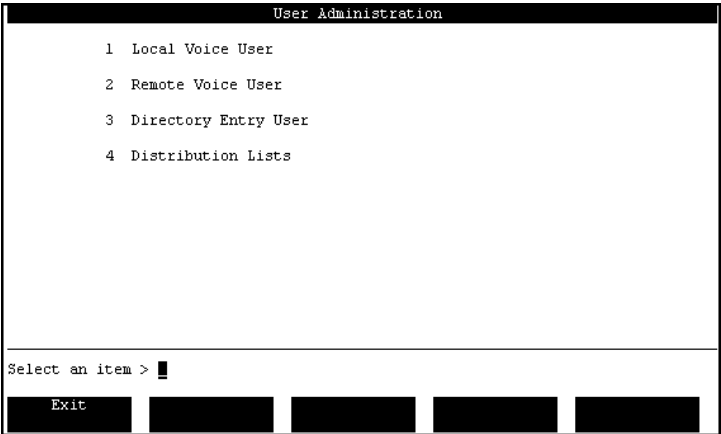 User Administration
1 Local Voice User
2 Remote Voice User
3 Directory Entry User
4 Distribution Lists
Select an item >
Exit